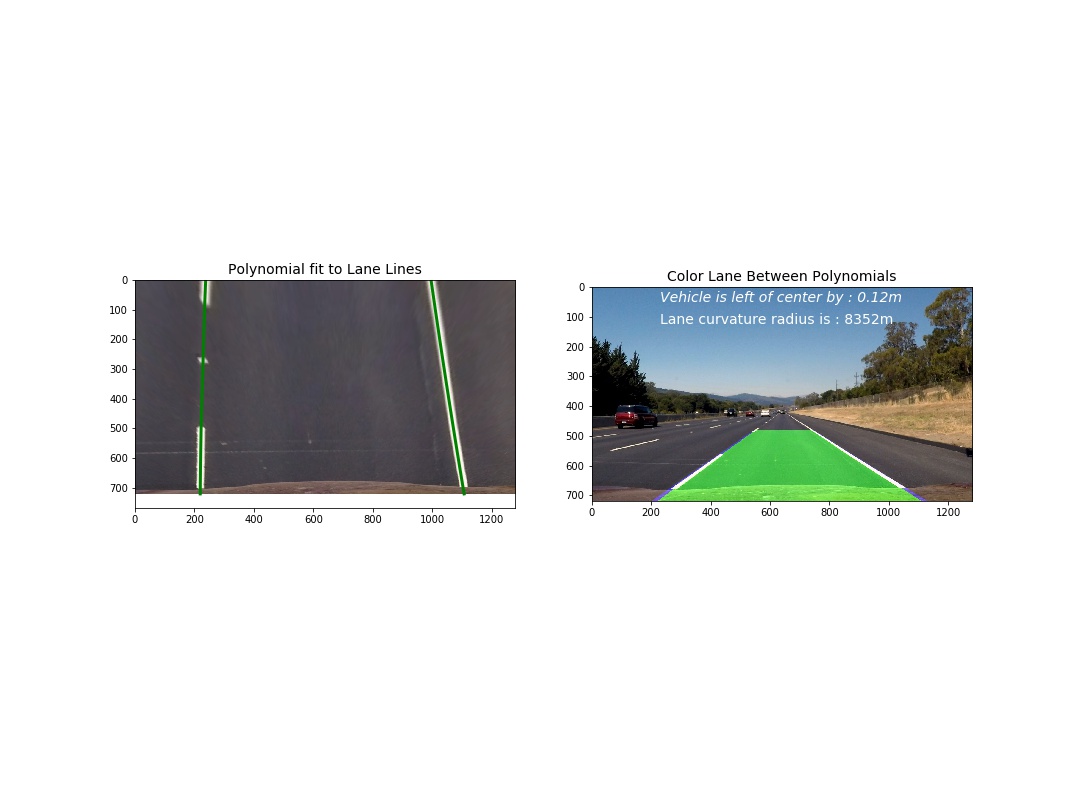 Polynomial fit to Lane Lines
0
100
200
300
400
500
600
700
0 200 400 600 800 1000 1200
Color Lane Between Polynomials
Vehicle is left of center by : 0.12m
Lane curvature radius is : 8352m
0
100
200
300
400
500
600
700
0 200 400 600 800 1000 1200